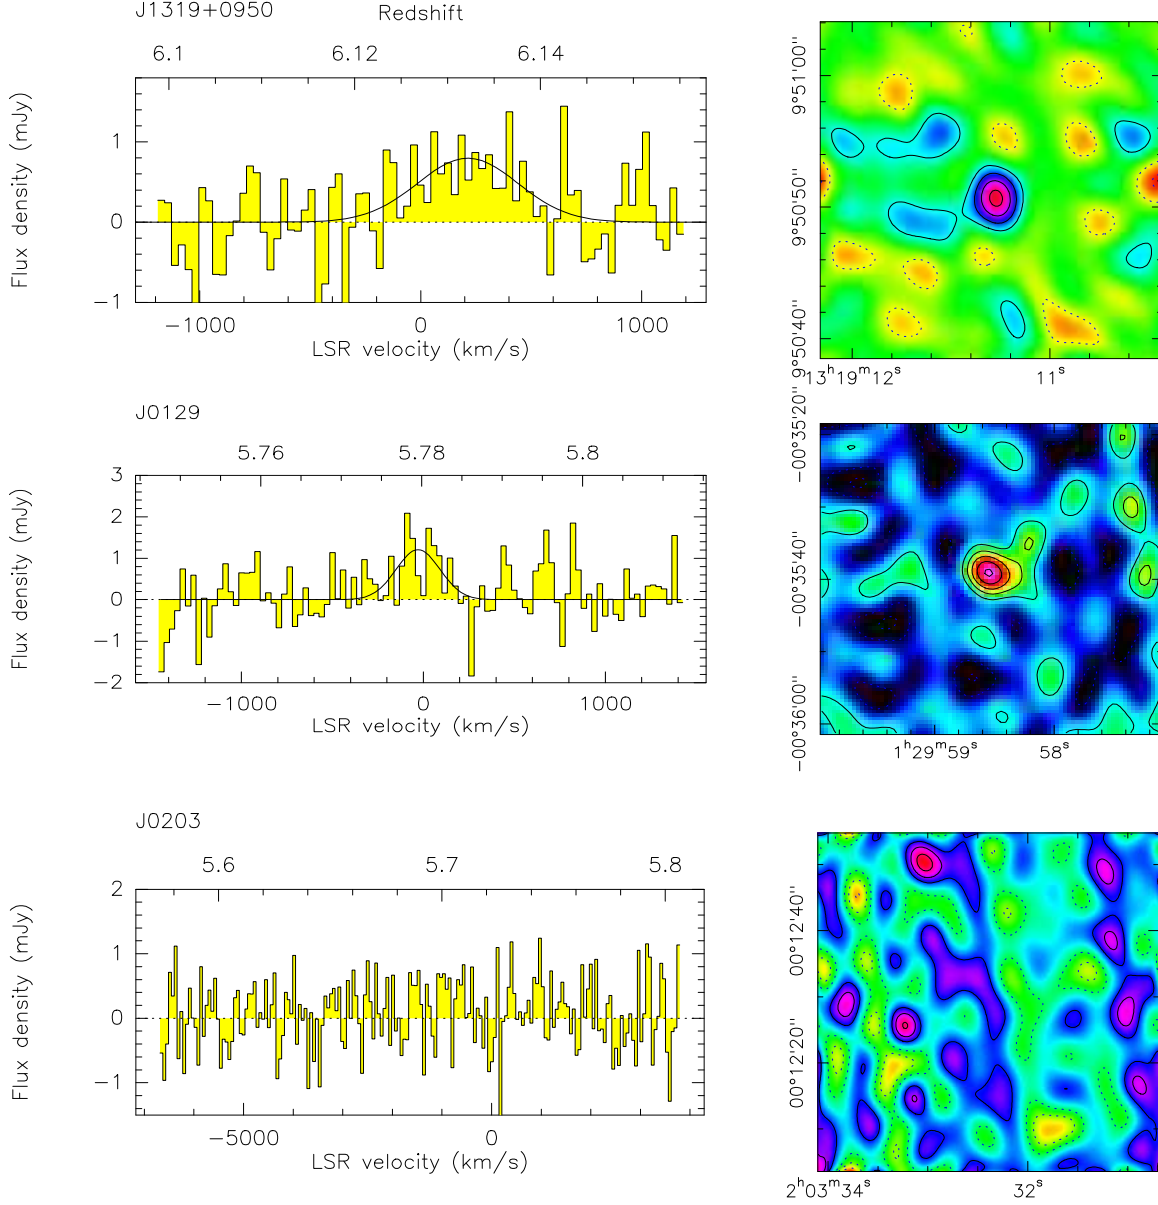 J1319+0950
Redshift
6.1 6.12 6.14
Flux density (mJy)
1
0
−1
−1000 0 1000
LSR velocity (km/s)
9°51'00''
9°50'50''
9°50'40''
13ʰ19ᵐ12ˢ 11ˢ
J0129
5.76 5.78 5.8
Flux density (mJy)
3
2
1
0
−1
−2
−1000 0 1000
LSR velocity (km/s)
−00°35'20''
−00°35'40''
−00°36'00''
1ʰ29ᵐ59ˢ 58ˢ
J0203
5.6 5.7 5.8
Flux density (mJy)
2
1
0
−1
−5000 0
LSR velocity (km/s)
00°12'40''
00°12'20''
2ʰ03ᵐ34ˢ 32ˢ